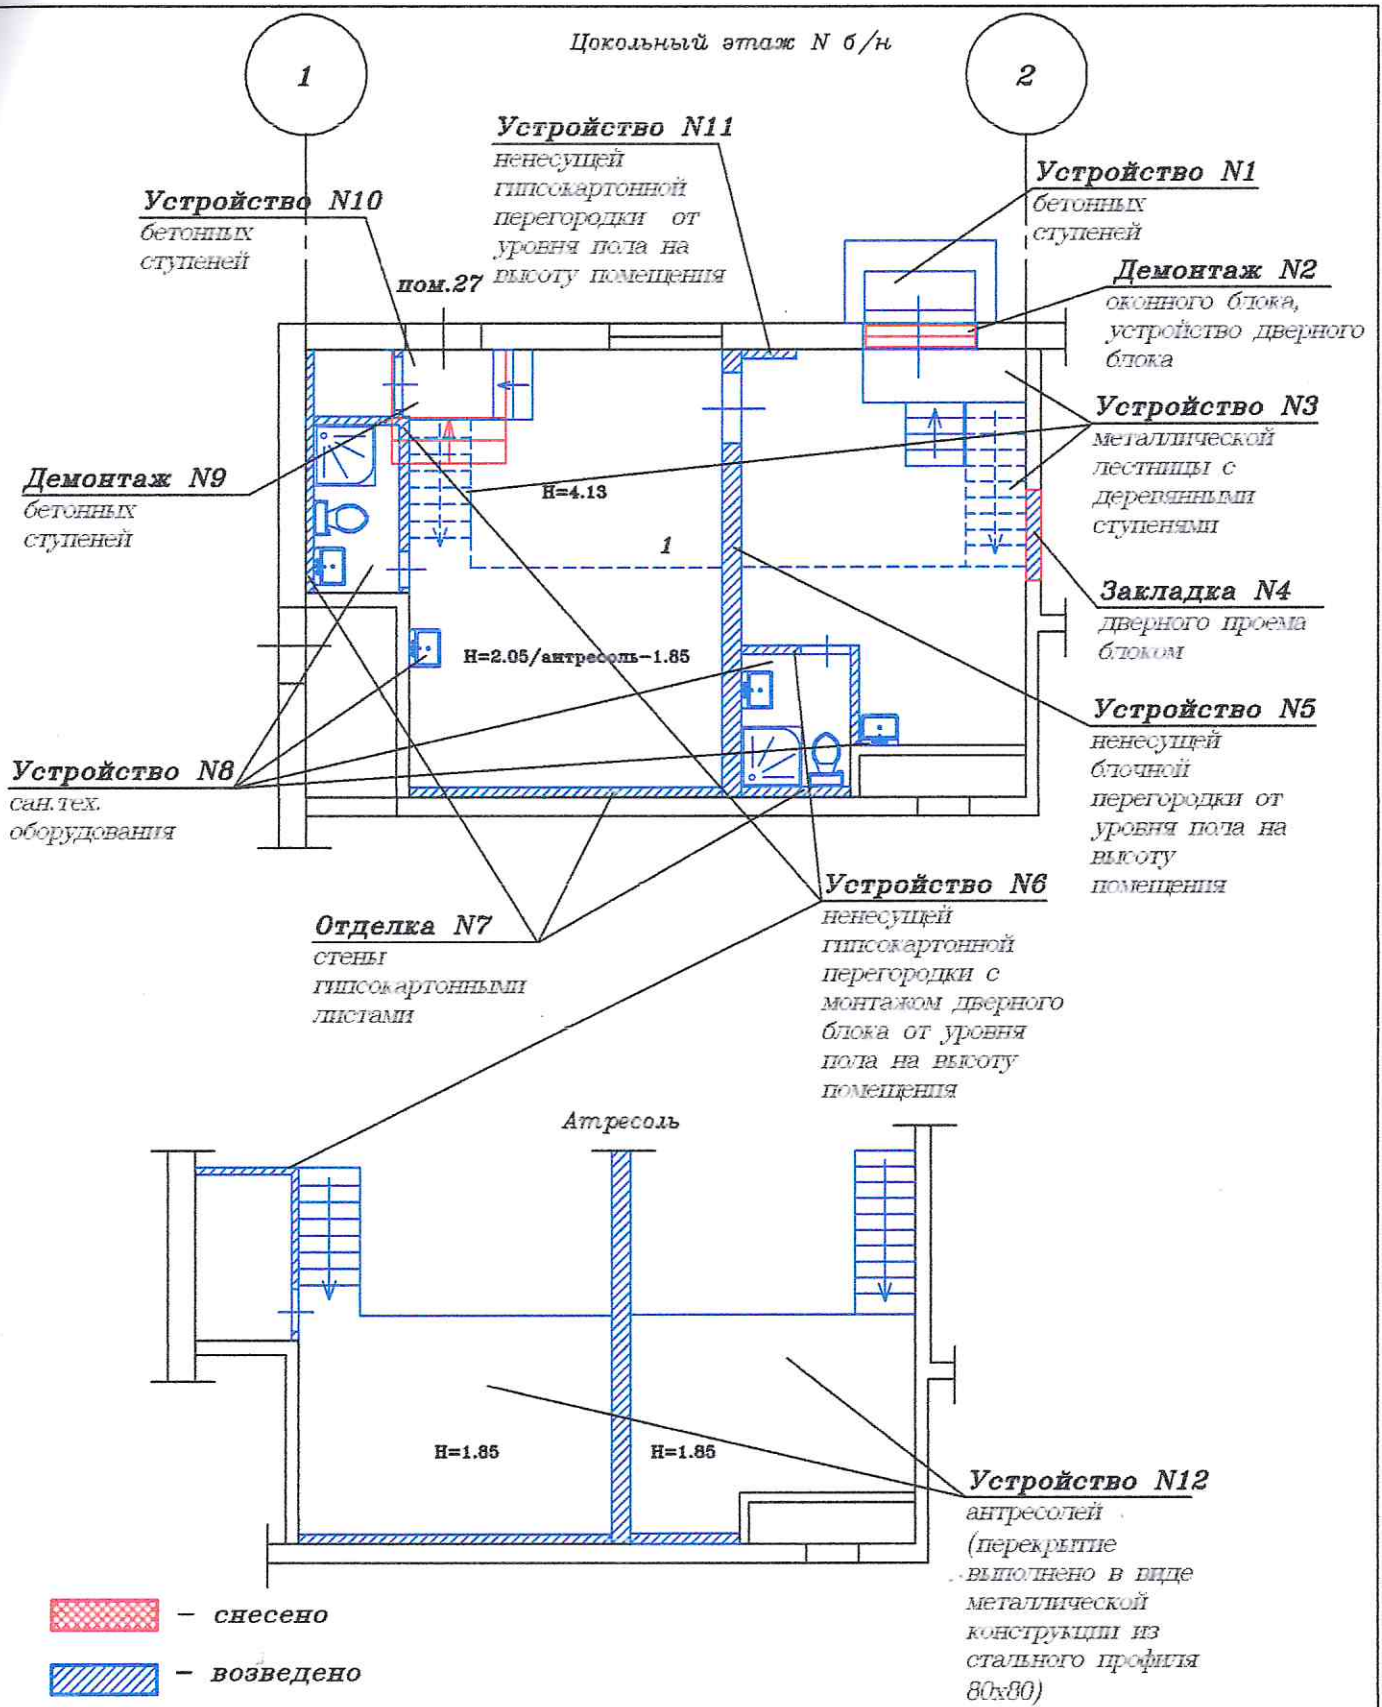 Цокольный этаж N б/н
1
2
Устройство N11
ненесущей
гипсокартонной
перегородки от
уровня пола на
высоту помещения
Устройство N1
бетонных
ступеней
Устройство N10
бетонных
ступеней
пом.27
Демонтаж N2
оконного блока,
устройство дверного
блока
Устройство N3
металлической
лестницы с
деревянными
ступенями
Демонтаж N9
бетонных
ступеней
H=4.13
1
Закладка N4
дверного проема
блоком
H=2.05/антресоль-1.85
Устройство N5
ненесущей
блочной
перегородки от
уровня пола на
высоту
помещения
Устройство N8
сан.тех.
оборудования
Устройство N6
ненесущей
гипсокартонной
перегородки с
монтажом дверного
блока от уровня
пола на высоту
помещения
Отделка N7
стены
гипсокартонными
листами
Атресоль
H=1.85
H=1.85
Устройство N12
антресолей
(перекрытие
выполнено в виде
металлической
конструкции из
стального профиля
80х80)
- снесено
- возведено